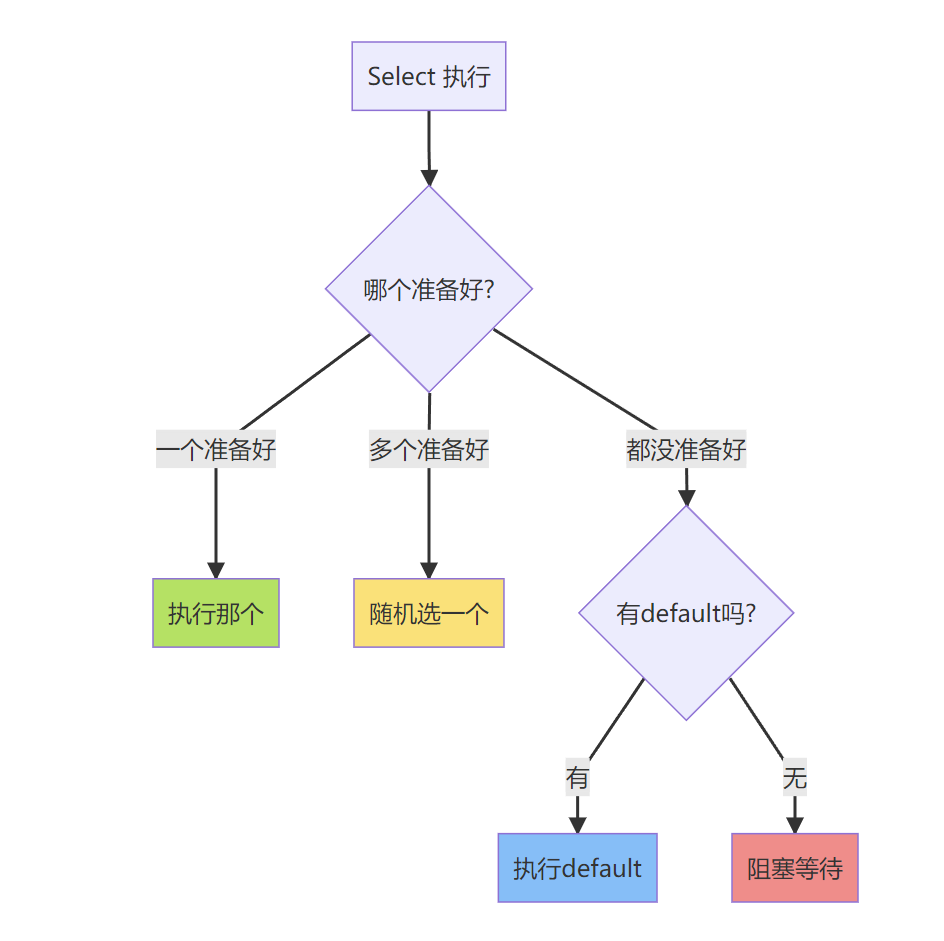 Select 执行
哪个准备好?
一个准备好
多个准备好
都没准备好
执行那个
随机选一个
有default吗?
有
无
执行default
阻塞等待